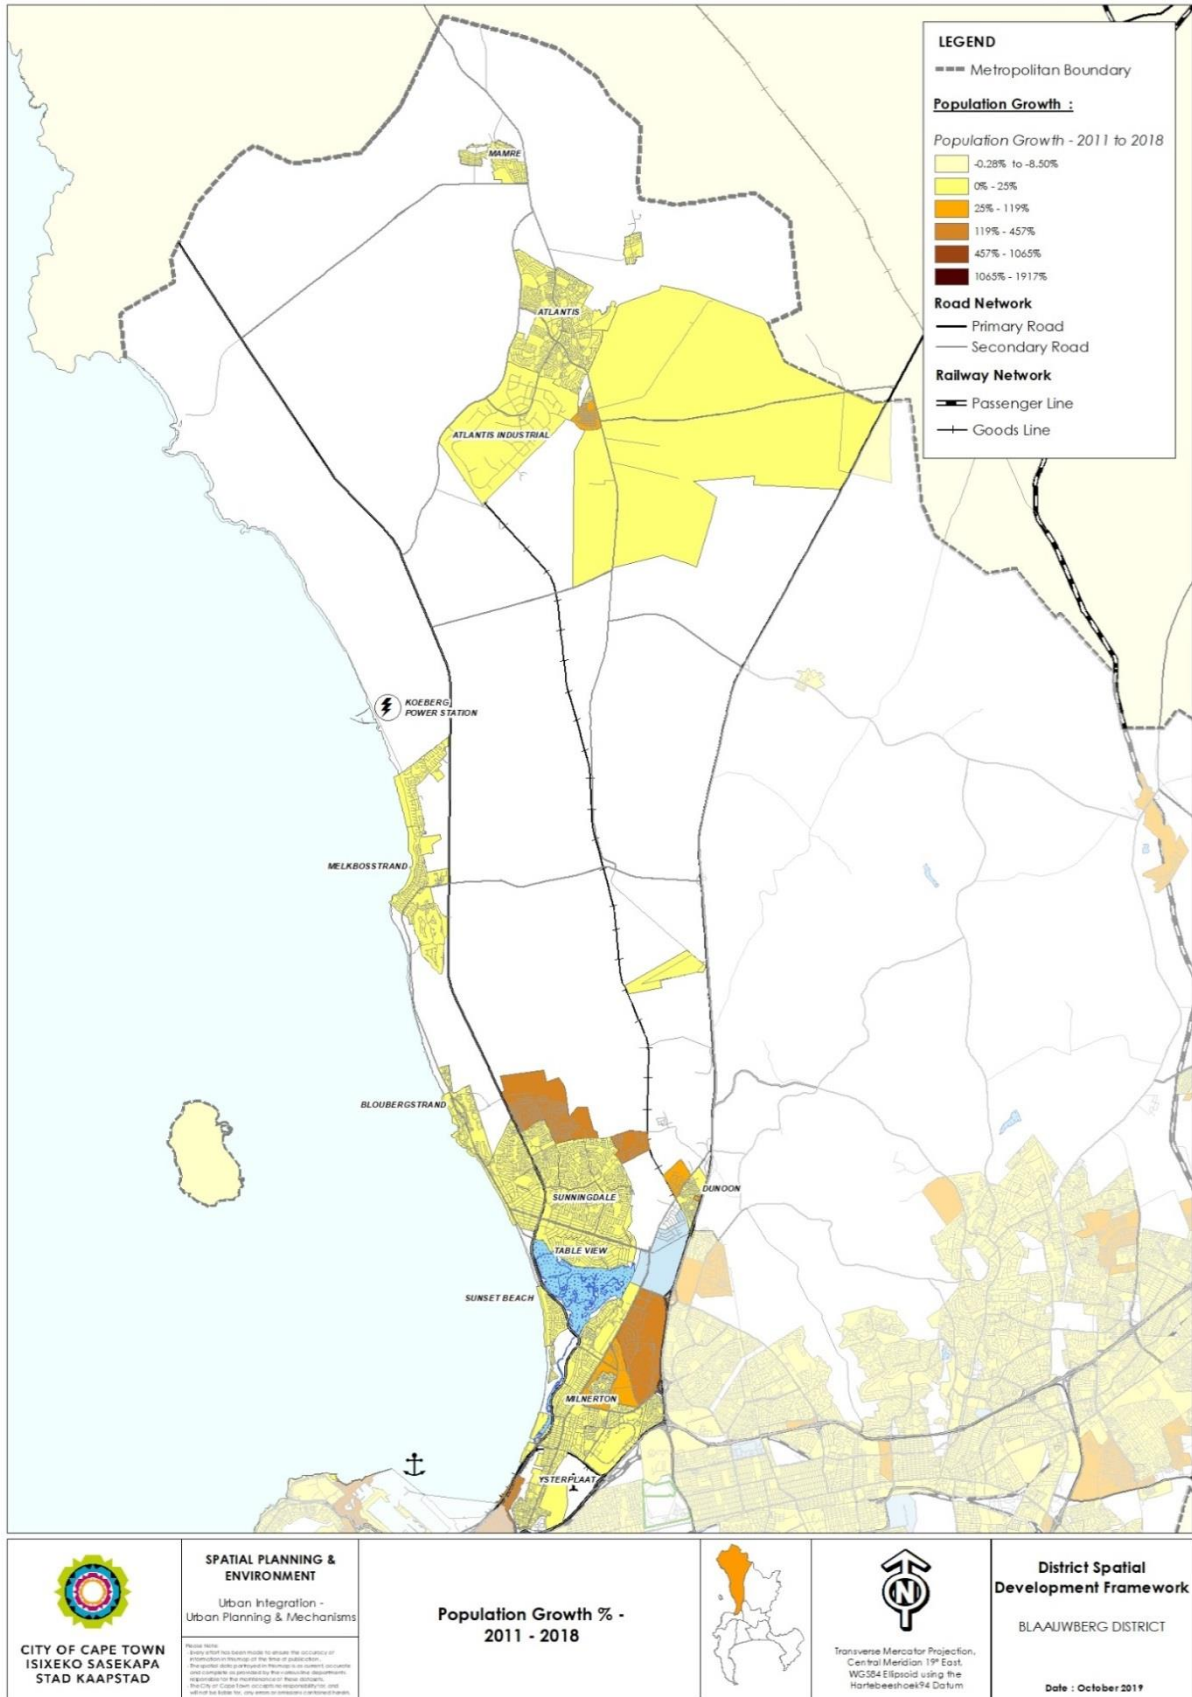 LEGEND
Metropolitan Boundary
Population Growth :
Population Growth - 2011 to 2018
-0.28% to -8.50%
0% - 25%
25% - 119%
119% - 457%
457% - 1065%
1065% - 1917%
Road Network
Primary Road
Secondary Road
Railway Network
Passenger Line
Goods Line
MAMRE
ATLANTIS
ATLANTIS INDUSTRIAL
KOEBERG
POWER STATION
MELKBOSSTRAND
BLOUBERGSTRAND
SUNNINGDALE
DUNOON
TABLE VIEW
SUNSET BEACH
MILNERTON
YSTERPLAAT
CITY OF CAPE TOWN
ISIXEKO SASEKAPA
STAD KAAPSTAD
SPATIAL PLANNING &
ENVIRONMENT
Urban Integration -
Urban Planning & Mechanisms
Please Note:
Population Growth % -
2011 - 2018
N
Transverse Mercator Projection,
Central Meridian 19° East,
WGS84 Ellipsoid using the
Hartebeeshoek94 Datum
District Spatial
Development Framework
BLAAUWBERG DISTRICT
Date : October 2019